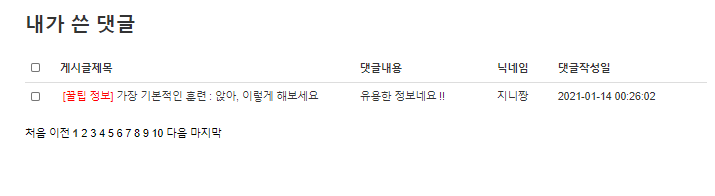 내가 쓴 댓글
게시글제목 댓글내용 닉네임 댓글작성일
[꿀팁 정보] 가장 기본적인 훈련 : 앉아, 이렇게 해보세요 유용한 정보네요 !! 지니짱 2021-01-14 00:26:02
처음 이전 1 2 3 4 5 6 7 8 9 10 다음 마지막